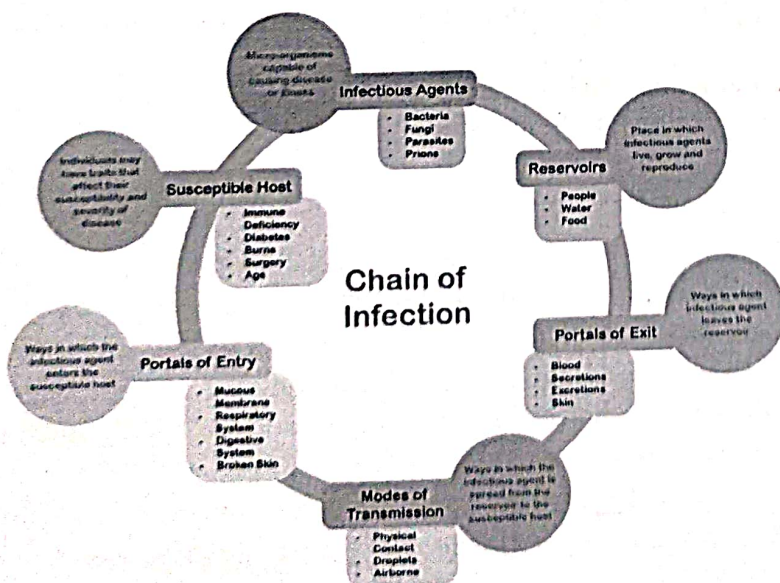 Micro-organisms
capable of
causing disease
or illness
Infectious Agents
• Bacteria
• Fungi
• Parasites
• Prions
Reservoirs
Place in which
infectious agents
live, grow and
reproduce
• People
• Water
• Food
Portals of Exit
Ways in which
infectious agent
leaves the
reservoir
• Blood
• Secretions
• Excretions
• Skin
Modes of
Transmission
Ways in which the
infectious agent is
spread from the
reservoir to the
susceptible host
• Physical
Contact
• Droplets
• Airborne
Portals of Entry
Ways in which the
infectious agent
enters the
susceptible host
• Mucous
Membrane
• Respiratory
System
• Digestive
System
• Broken Skin
Susceptible Host
Individuals may
have traits that
affect their
susceptibility and
severity of
disease
• Immune
Deficiency
• Diabetes
• Burns
• Surgery
• Age
Chain of
Infection